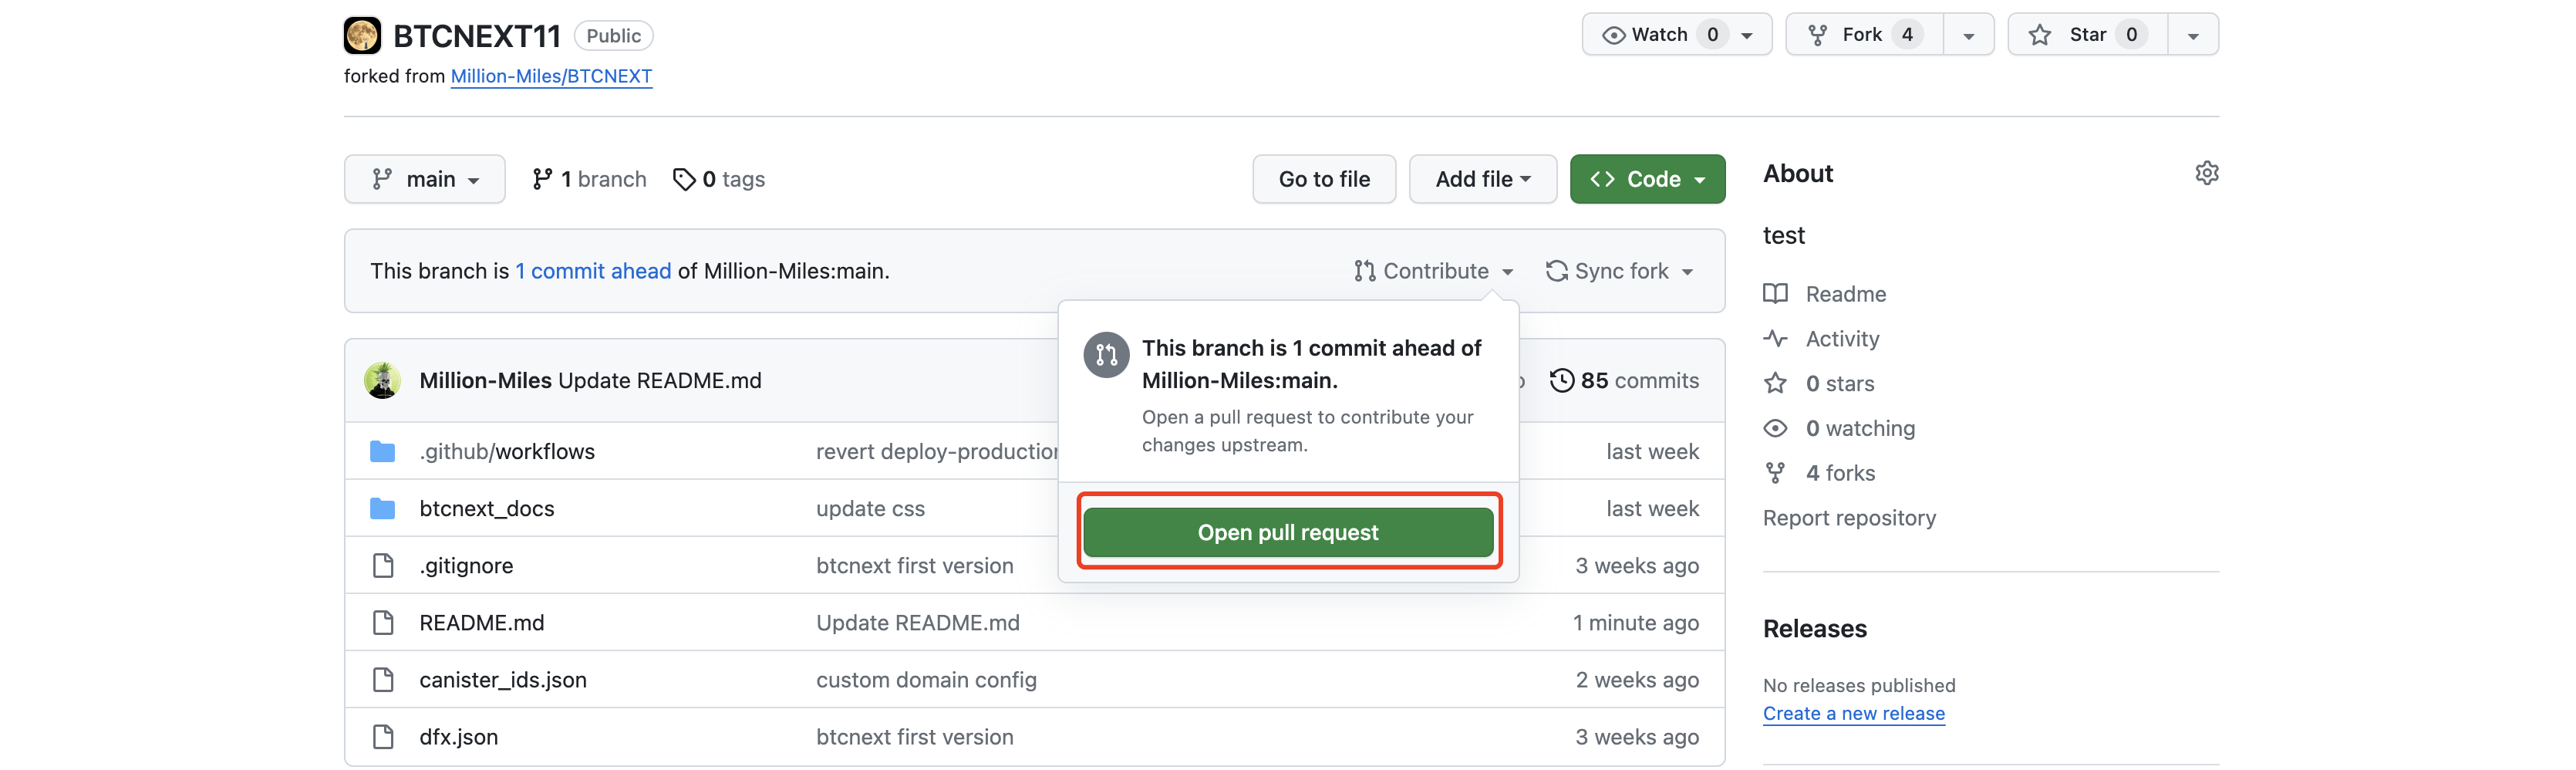 BTCNEXT11 Public Watch 0 Fork 4 Star 0
forked from Million-Miles/BTCNEXT
main 1 branch 0 tags Go to file Add file Code
This branch is 1 commit ahead of Million-Miles:main. Contribute Sync fork
This branch is 1 commit ahead of
Million-Miles:main.
Open a pull request to contribute your
changes upstream.
Open pull request
Million-Miles Update README.md 85 commits
.github/workflows revert deploy-production last week
btcnext_docs update css last week
.gitignore btcnext first version 3 weeks ago
README.md Update README.md 1 minute ago
canister_ids.json custom domain config 2 weeks ago
dfx.json btcnext first version 3 weeks ago
About
test
Readme
Activity
0 stars
0 watching
4 forks
Report repository
Releases
No releases published
Create a new release